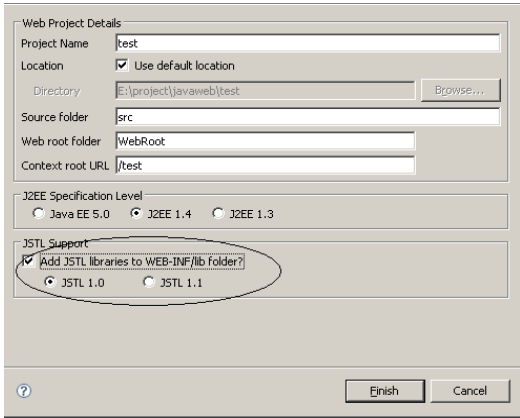 Web Project Details
Project Name test
Location Use default location
Directory E:\project\javaweb\test Browse...
Source folder src
Web root folder WebRoot
Context root URL /test
J2EE Specification Level
Java EE 5.0 J2EE 1.4 J2EE 1.3
JSTL Support
Add JSTL libraries to WEB-INF/lib folder?
JSTL 1.0 JSTL 1.1
? Finish Cancel